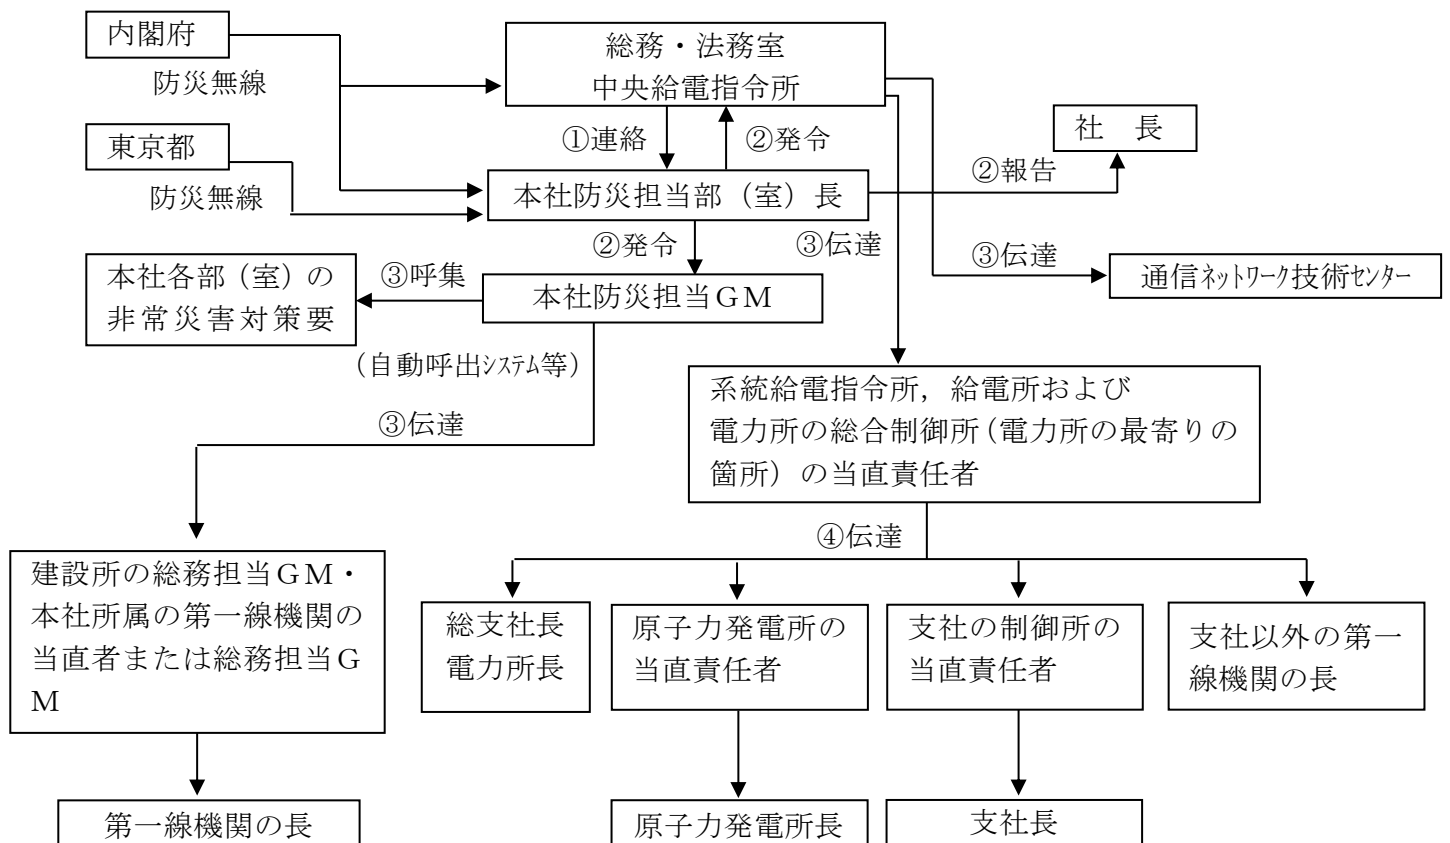 内閣府
防災無線
総務・法務室
中央給電指令所
東京都
防災無線
①連絡
②発令
社　長
②報告
本社防災担当部（室）長
②発令
③伝達
③伝達
通信ネットワーク技術センター
本社各部（室）の
非常災害対策要
③呼集
本社防災担当ＧＭ
（自動呼出システム等）
③伝達
系統給電指令所，給電所および
電力所の総合制御所（電力所の最寄りの
箇所）の当直責任者
④伝達
建設所の総務担当ＧＭ・
本社所属の第一線機関の
当直者または総務担当Ｇ
Ｍ
総支社長
電力所長
原子力発電所の
当直責任者
支社の制御所の
当直責任者
支社以外の第一
線機関の長
第一線機関の長
原子力発電所長
支社長